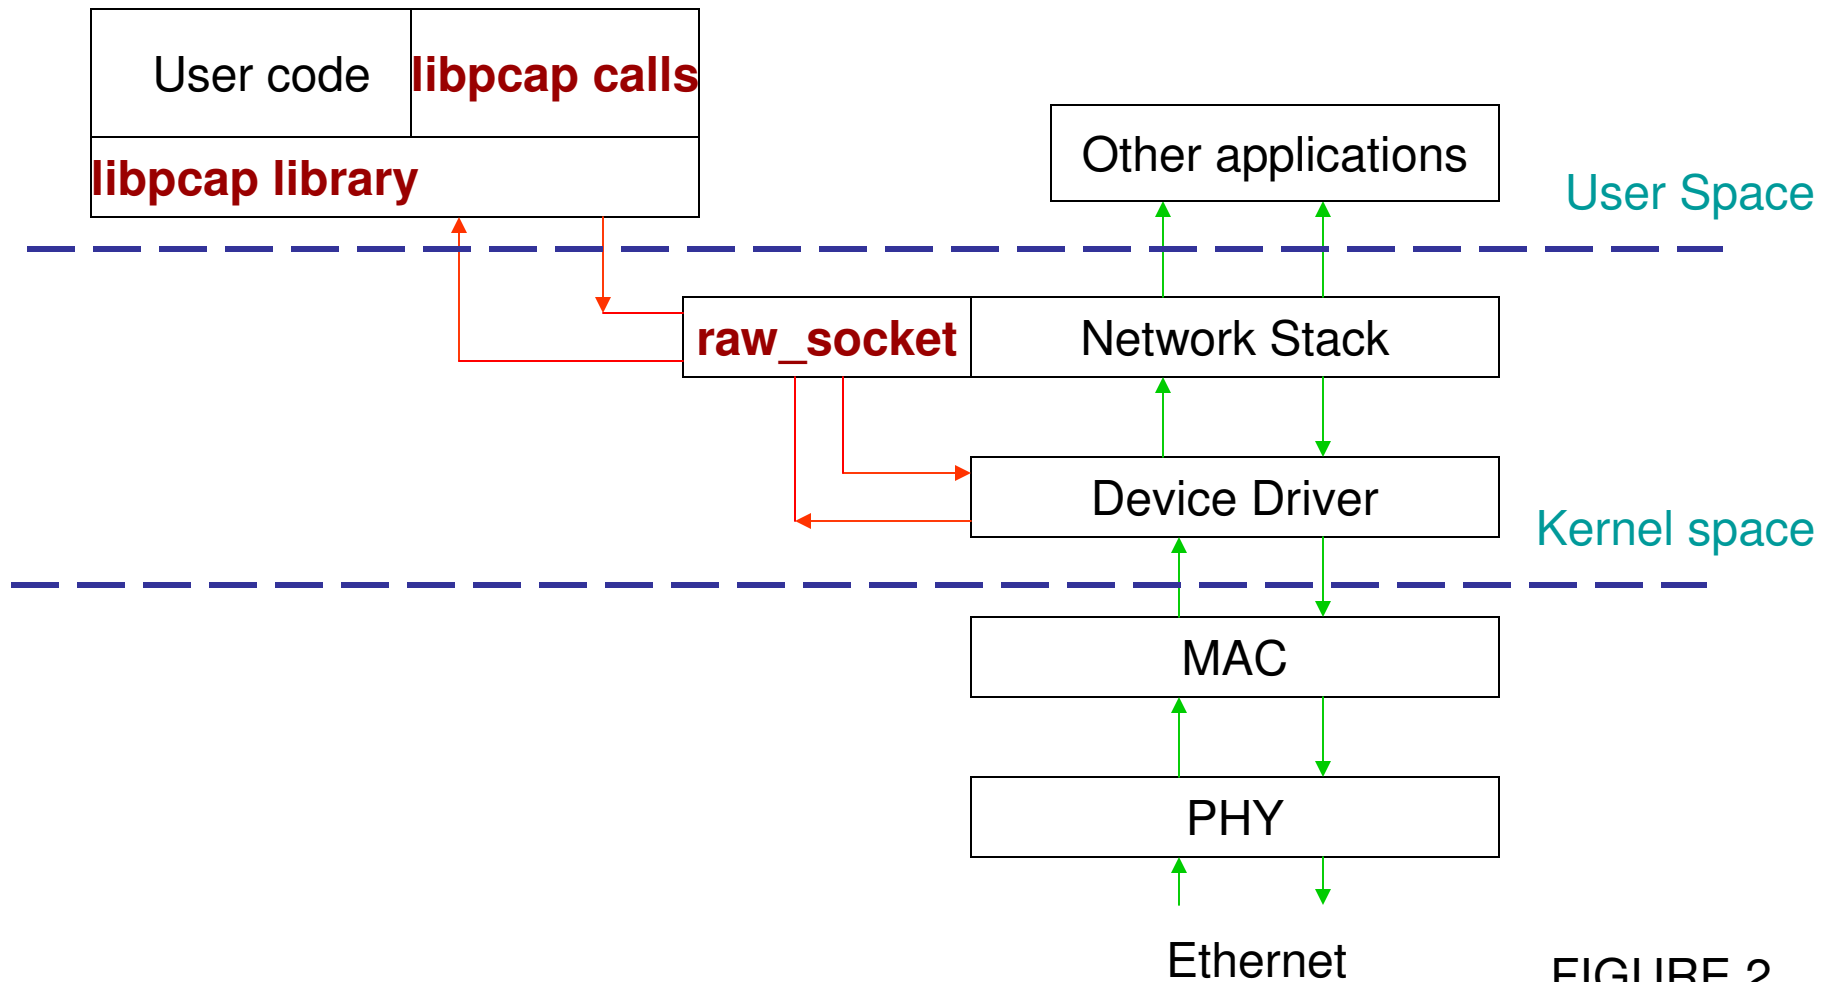 User code
libpcap calls
libpcap library
Other applications
User Space
raw_socket
Network Stack
Device Driver
Kernel space
MAC
PHY
Ethernet
FIGURE 2